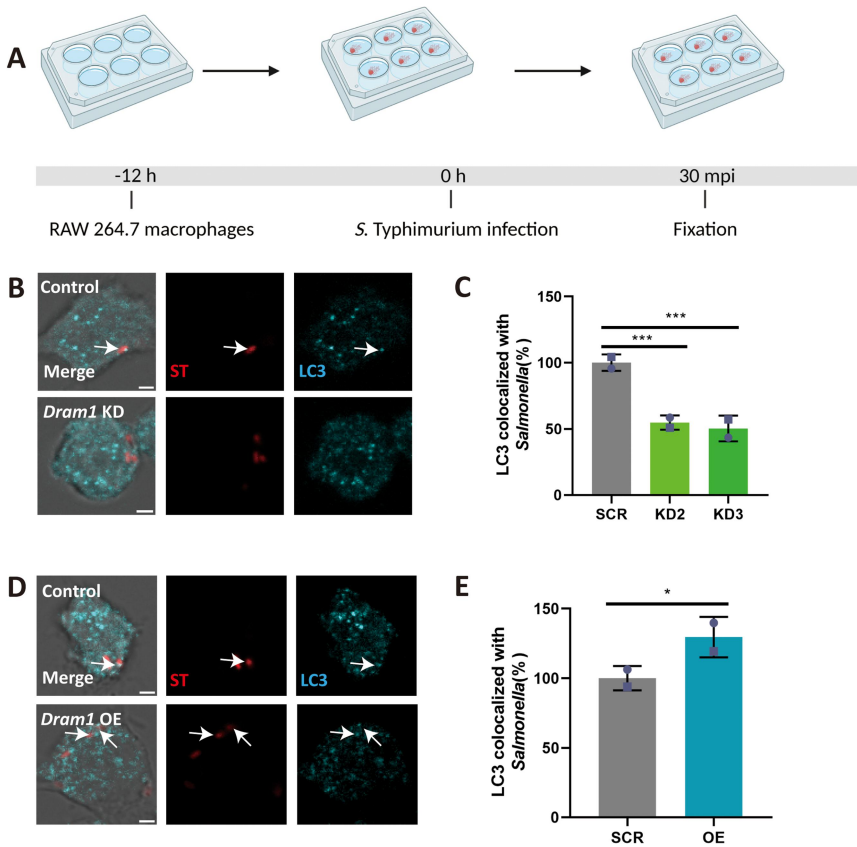 A
-12 h
0 h
30 mpi
RAW 264.7 macrophages
S. Typhimurium infection
Fixation
B
Control
Merge
ST
LC3
Dram1 KD
C
LC3 colocalized with
Salmonella(%)
150
100
50
0
***
***
SCR
KD2
KD3
D
Control
Merge
ST
LC3
Dram1 OE
E
LC3 colocalized with
Salmonella(%)
150
100
50
0
*
SCR
OE